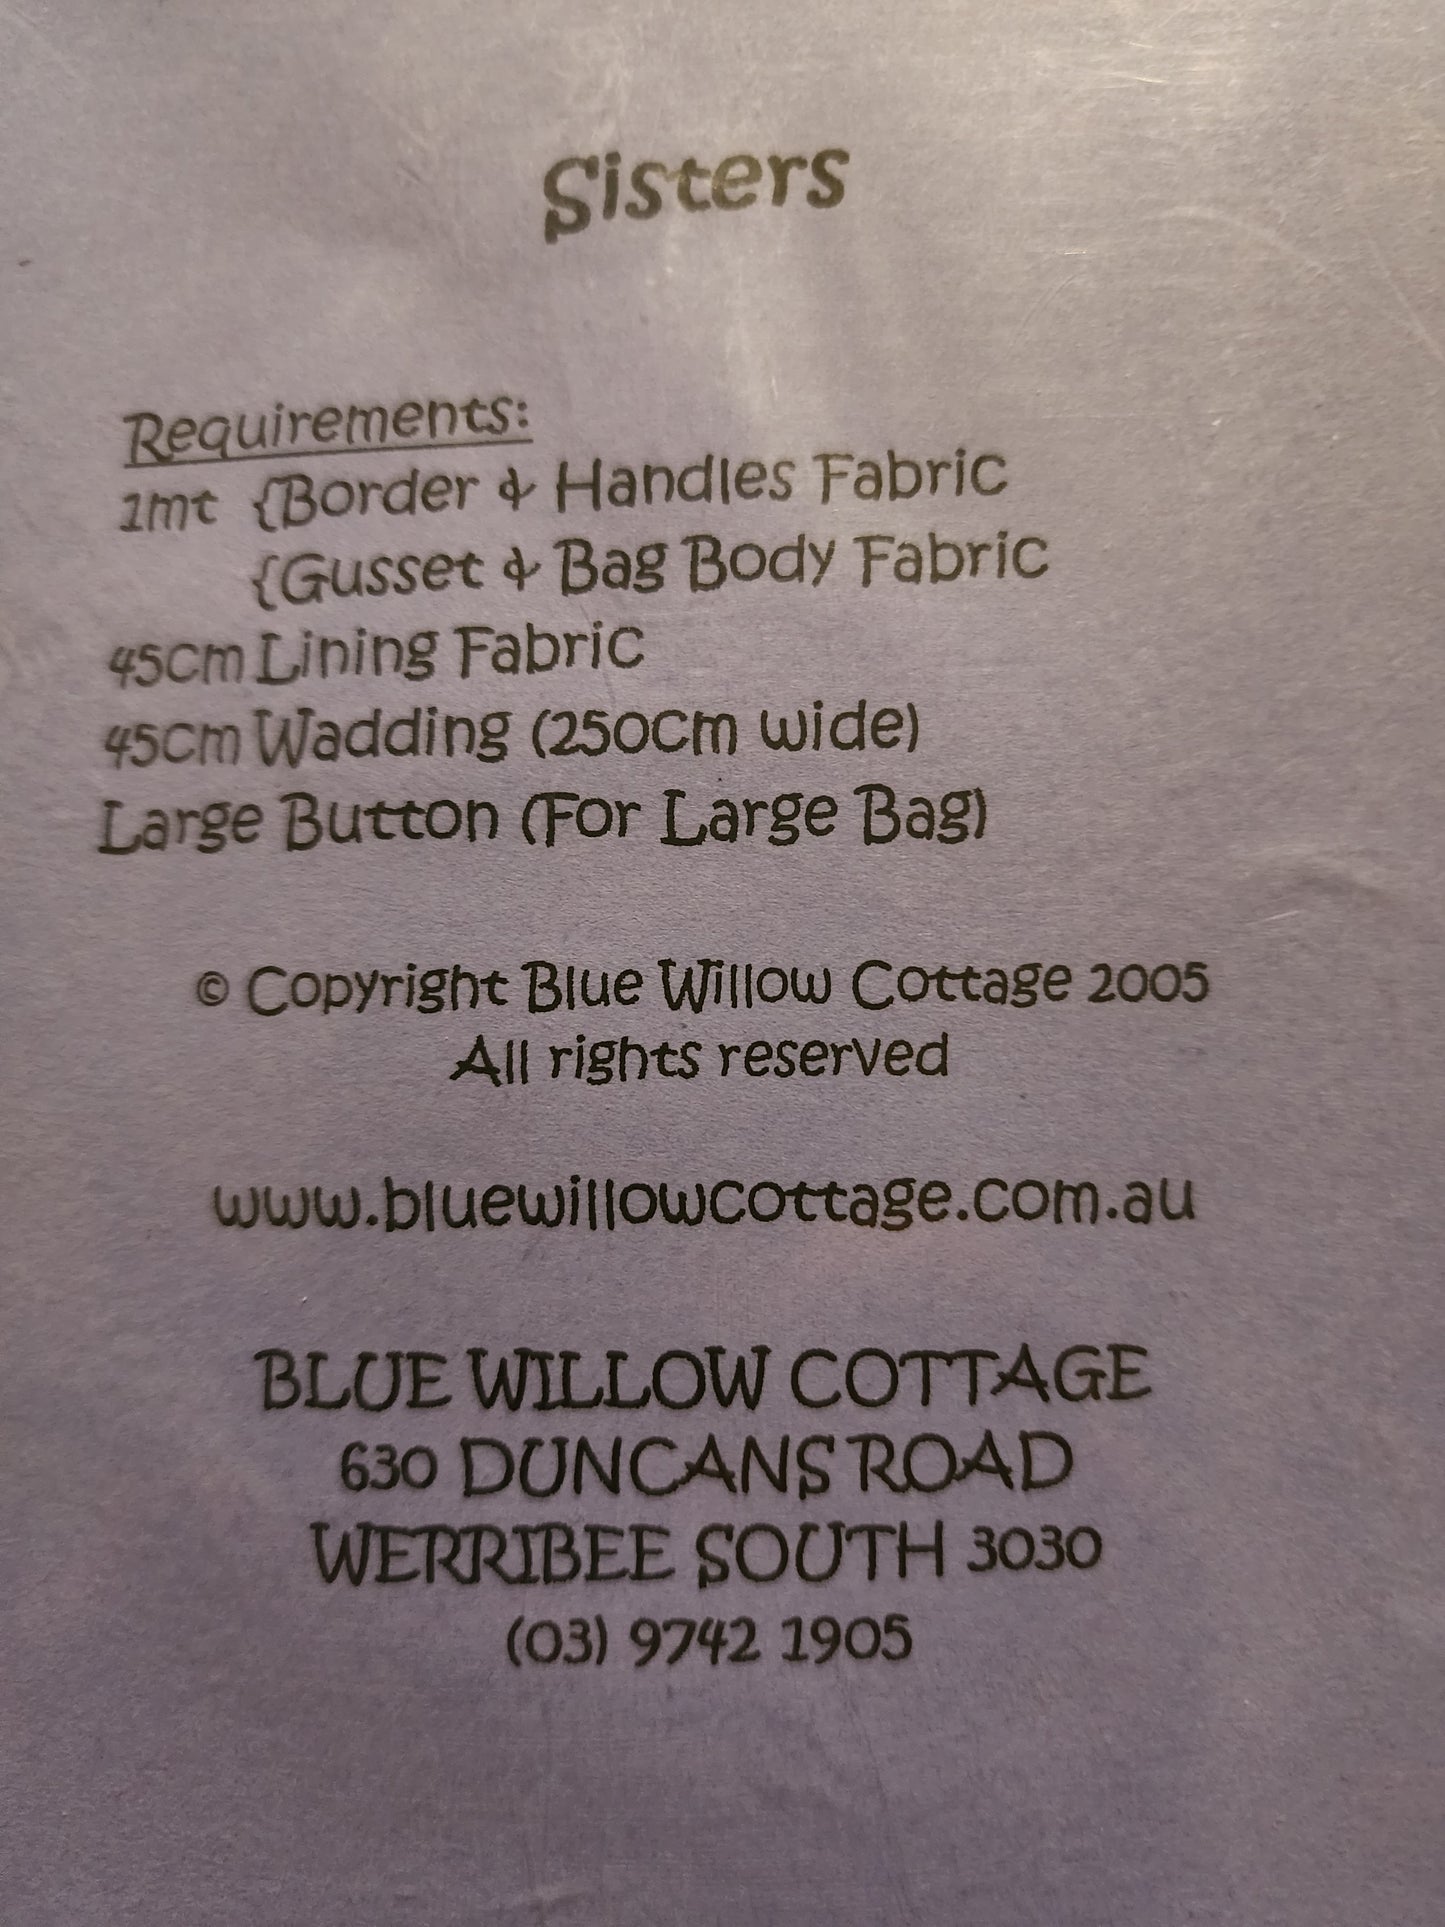 Sisters
Requirements:
1mt {Border & Handles Fabric
{Gusset & Bag Body Fabric
45cm Lining Fabric
45cm Wadding (250cm wide)
Large Button (For Large Bag)
© Copyright Blue Willow Cottage 2005
All rights reserved
www.bluewillowcottage.com.au
BLUE WILLOW COTTAGE
630 DUNCANS ROAD
WERRIBEE SOUTH 3030
(03) 9742 1905